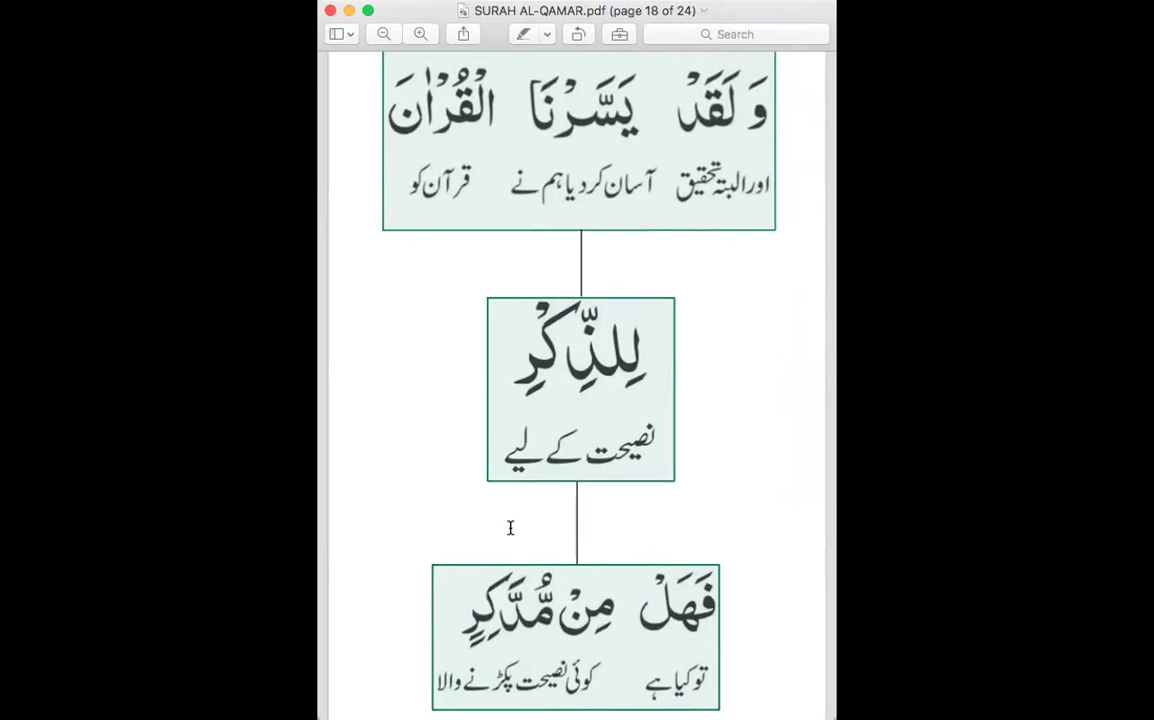 SURAH AL-QAMAR.pdf (page 18 of 24)
Search
وَ لَقَدْ يَسَّرْنَا الْقُرْاٰنَ
اور البتہ تحقیق آسان کر دیا ہم نے قرآن کو
لِلذِّكْرِ
نصیحت کے لیے
فَهَلْ مِنْ مُّدَّكِرٍ
تو کیا ہے کوئی نصیحت پکڑنے والا